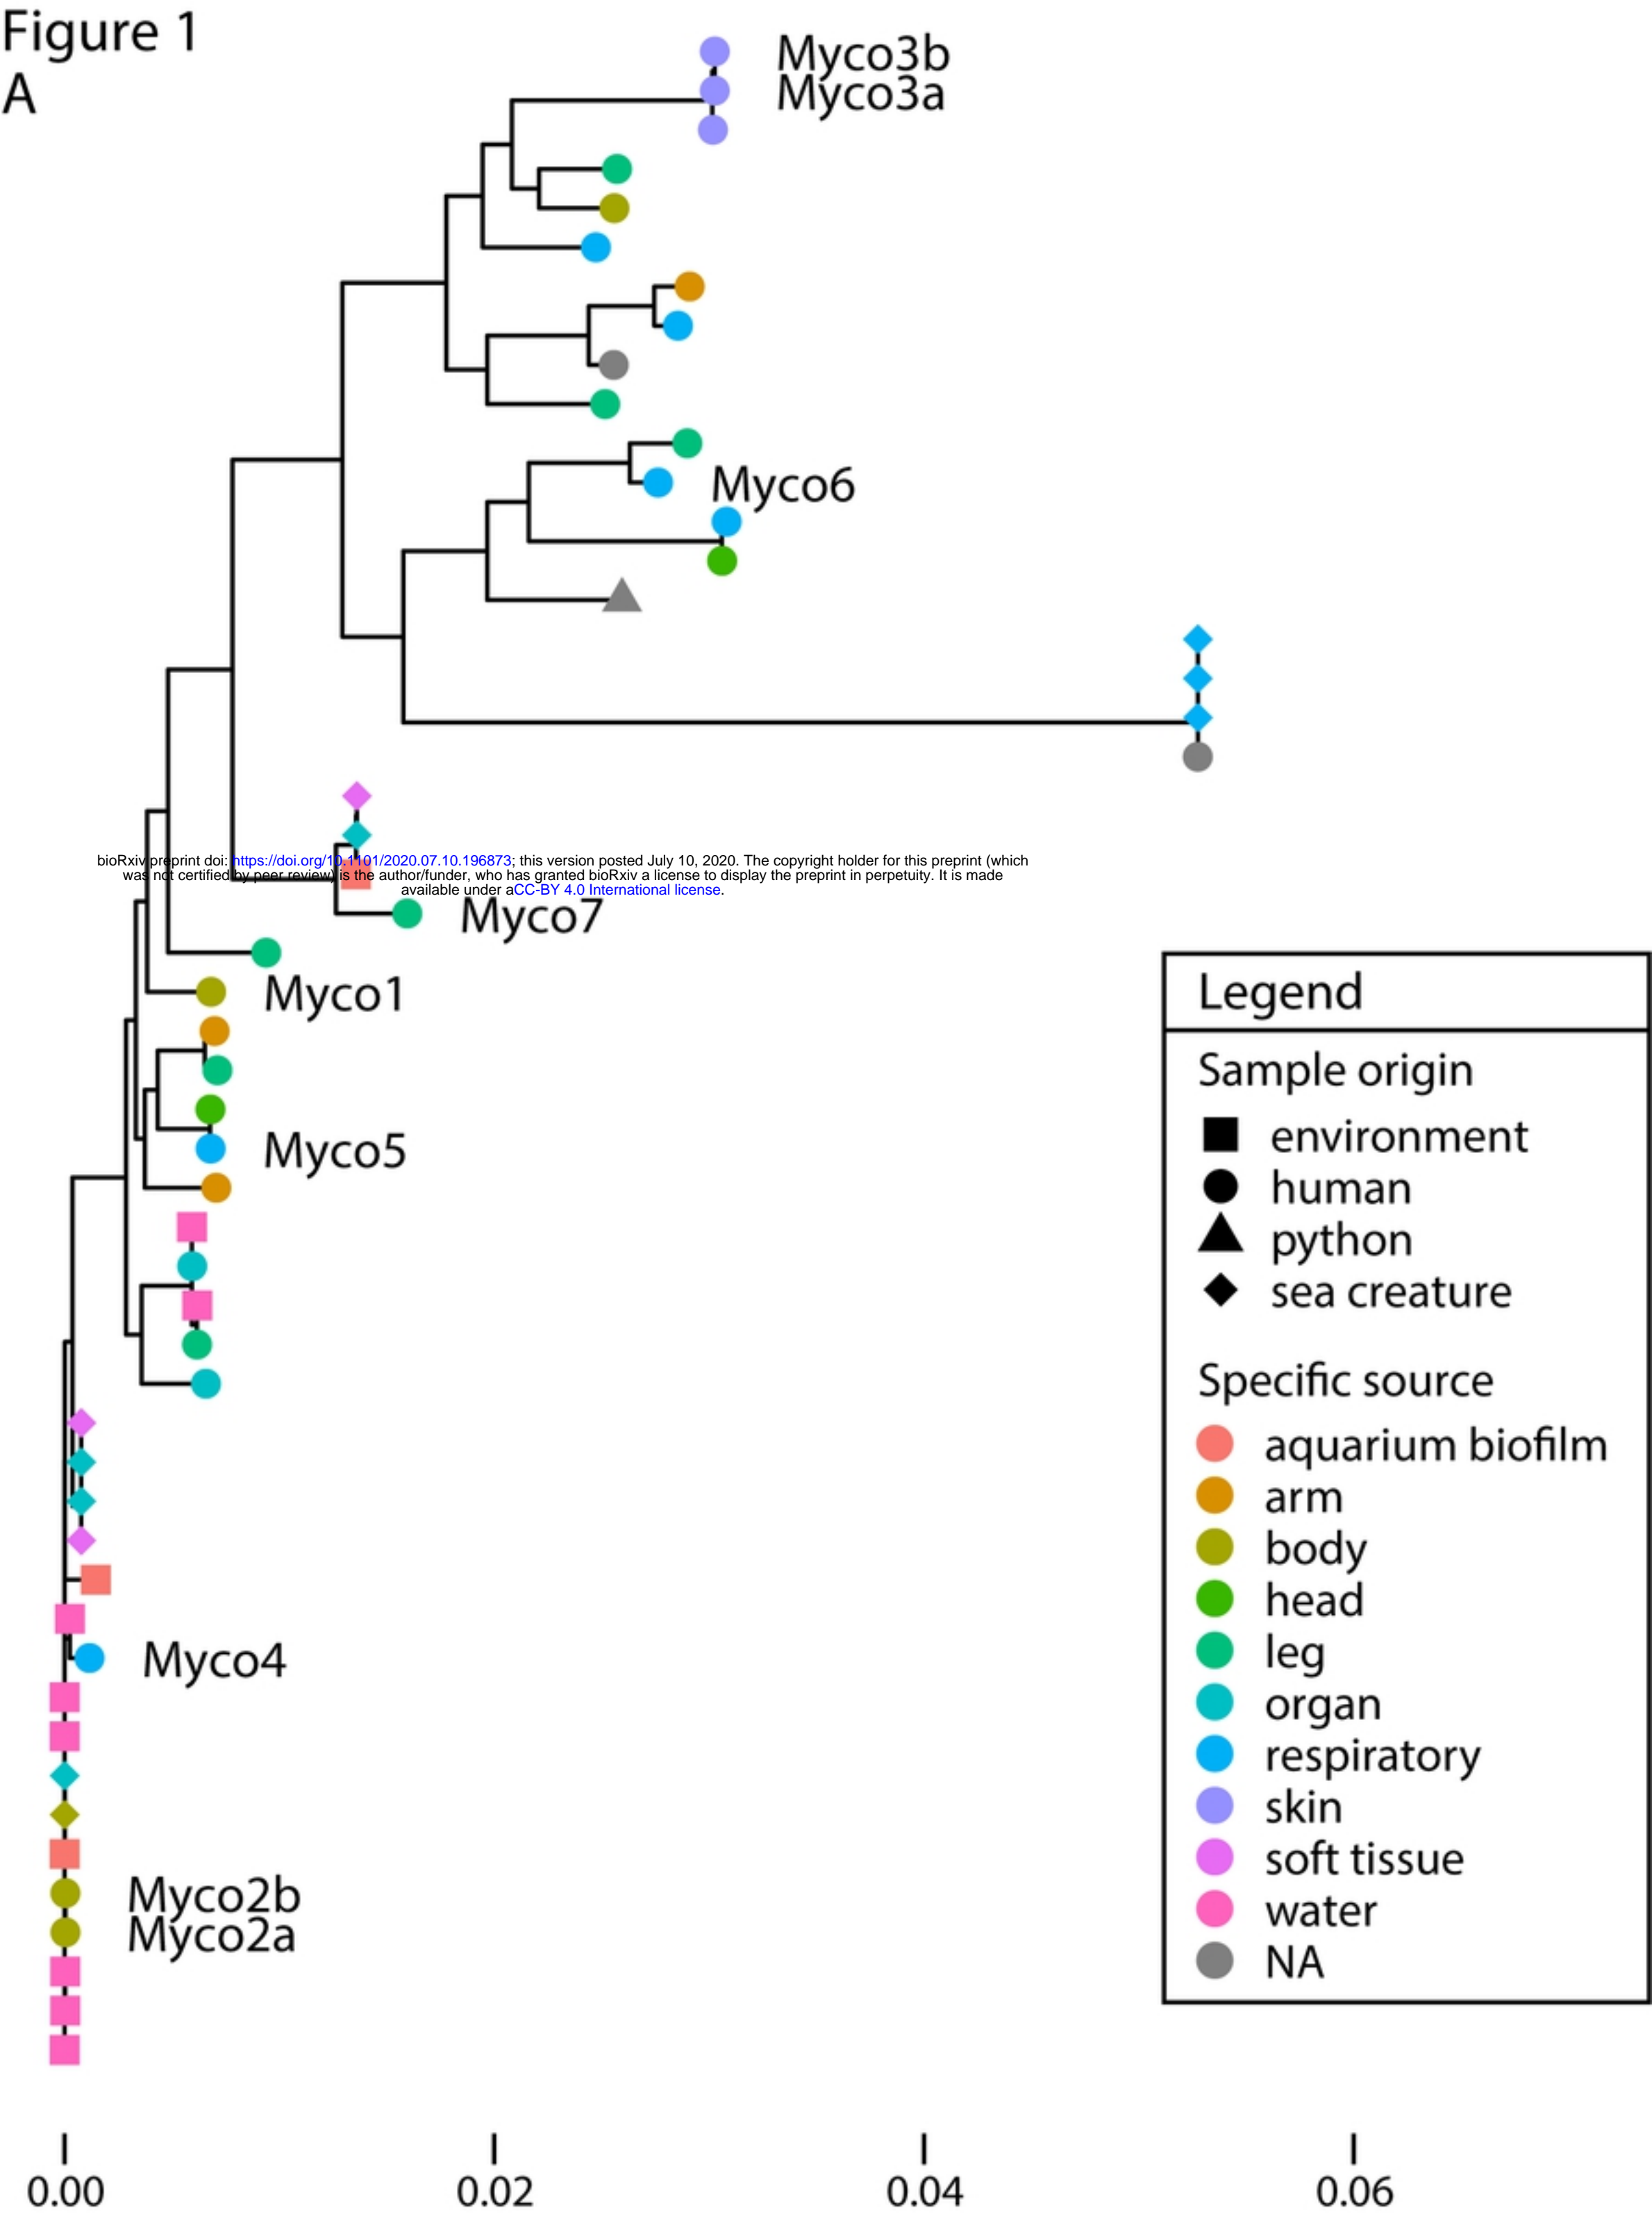 Figure 1
A
Myco3b
Myco3a
Myco6
bioRxiv preprint doi: https://doi.org/10.1101/2020.07.10.196873; this version posted July 10, 2020. The copyright holder for this preprint (which
was not certified by peer review) is the author/funder, who has granted bioRxiv a license to display the preprint in perpetuity. It is made
available under aCC-BY 4.0 International license.
Myco7
Myco1
Myco5
Myco4
Myco2b
Myco2a
Legend
Sample origin
environment
human
python
sea creature
Specific source
aquarium biofilm
arm
body
head
leg
organ
respiratory
skin
soft tissue
water
NA
0.00 0.02 0.04 0.06